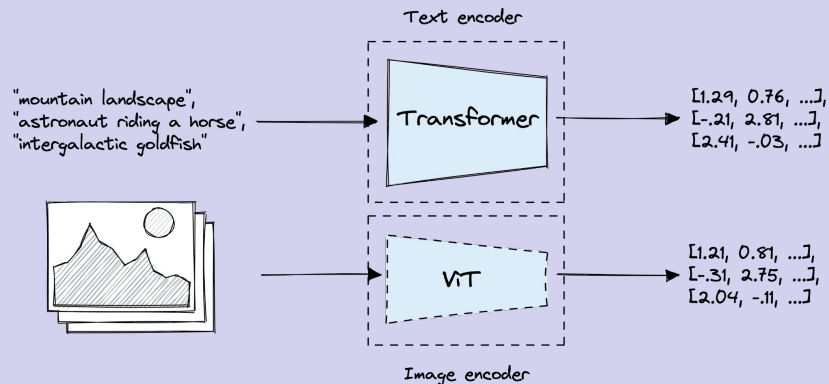 Text encoder
"mountain landscape",
"astronaut riding a horse",
"intergalactic goldfish"
Transformer
[1.29, 0.76, ...],
[-.21, 2.81, ...],
[2.41, -.03, ...]
ViT
[1.21, 0.81, ...],
[-.31, 2.75, ...],
[2.04, -.11, ...]
Image encoder